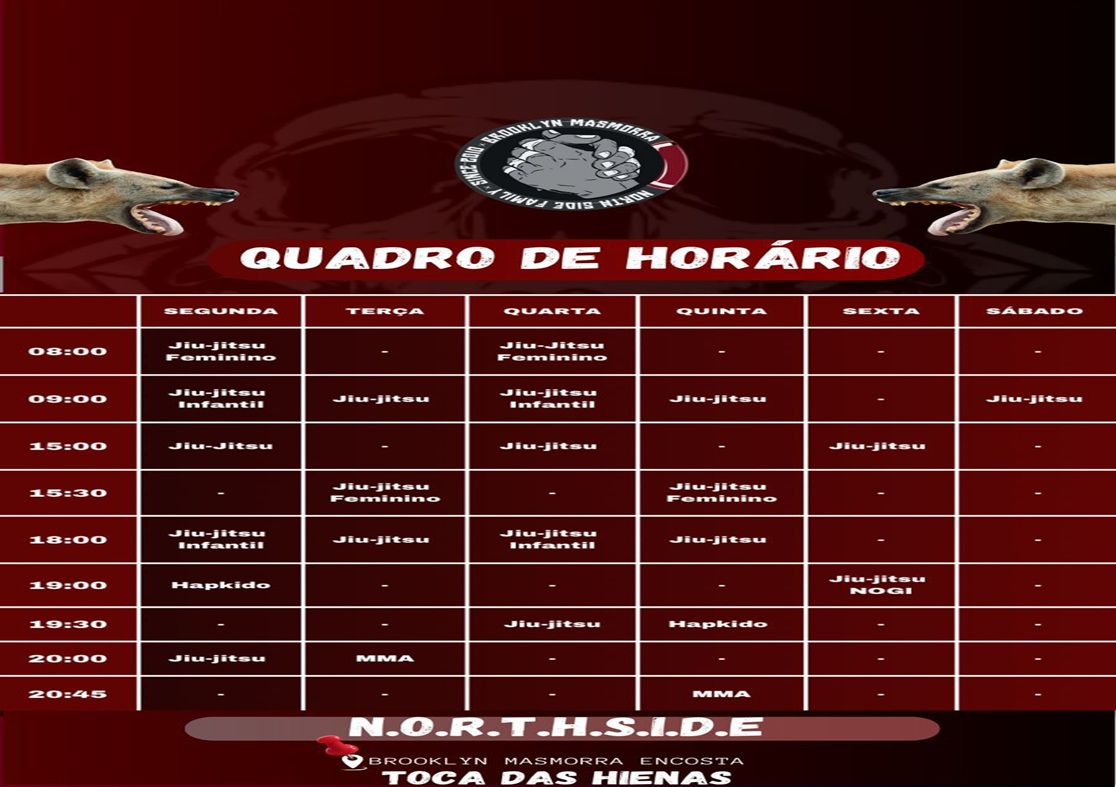 BROOKLYN MASMORRA
NORTH SIDE FAMILY · SINCE 2010 ·
QUADRO DE HORÁRIO
SEGUNDA TERÇA QUARTA QUINTA SEXTA SÁBADO
08:00 Jiu-jitsu Feminino - Jiu-Jitsu Feminino - - -
09:00 Jiu-jitsu Infantil Jiu-jitsu Jiu-jitsu Infantil Jiu-jitsu - Jiu-jitsu
15:00 Jiu-Jitsu - Jiu-jitsu - Jiu-jitsu -
15:30 - Jiu-jitsu Feminino - Jiu-jitsu Feminino - -
18:00 Jiu-jitsu Infantil Jiu-jitsu Jiu-jitsu Infantil Jiu-jitsu - -
19:00 Hapkido - - - Jiu-jitsu NOGI -
19:30 - - Jiu-jitsu Hapkido - -
20:00 Jiu-jitsu MMA - - - -
20:45 - - - MMA - -
N.O.R.T.H.S.I.D.E
BROOKLYN MASMORRA ENCOSTA
TOCA DAS HIENAS